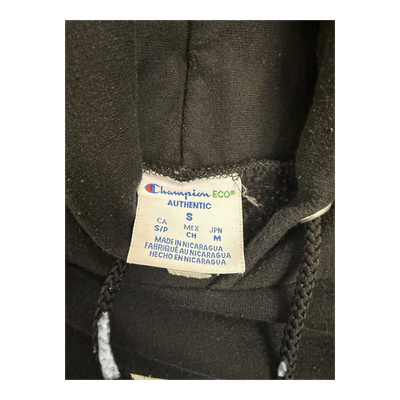 Champion ECO®
AUTHENTIC
S
CA MEX JPN
S/P CH M
MADE IN NICARAGUA
FABRIQUÉ AU NICARAGUA
HECHO EN NICARAGUA